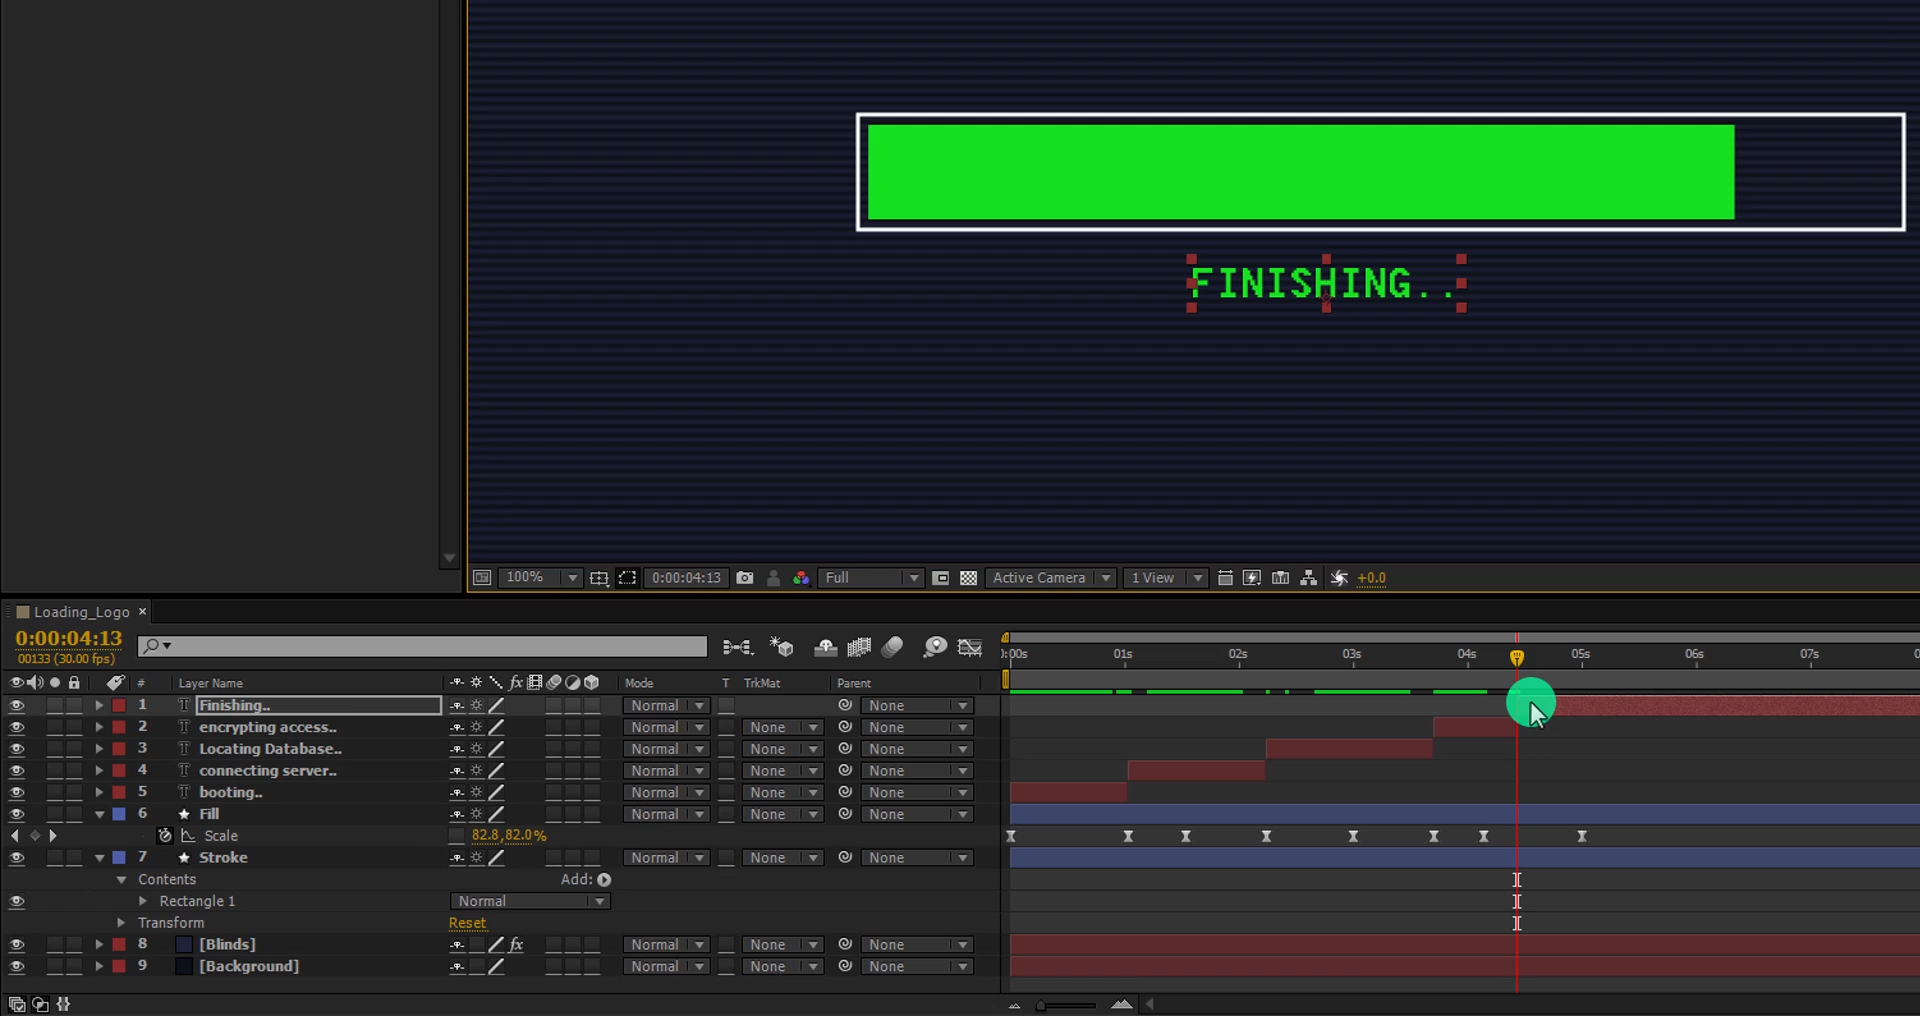 FINISHING..
100%
0:00:04:13
Full
Active Camera
1 View
+0.0
Loading_Logo
0:00:04:13
00133 (30.00 fps)
:00s 01s 02s 03s 04s 05s 06s 07s
# Layer Name fx Mode T TrkMat Parent
1 T Finishing.. Normal None
2 T encrypting access.. Normal None None
3 T Locating Database.. Normal None None
4 T connecting server.. Normal None None
5 T booting.. Normal None None
6 Fill Normal None None
Scale 82.8,82.0%
7 Stroke Normal None None
Contents Add:
Rectangle 1 Normal
Transform Reset
8 [Blinds] fx Normal None None
9 [Background] Normal None None